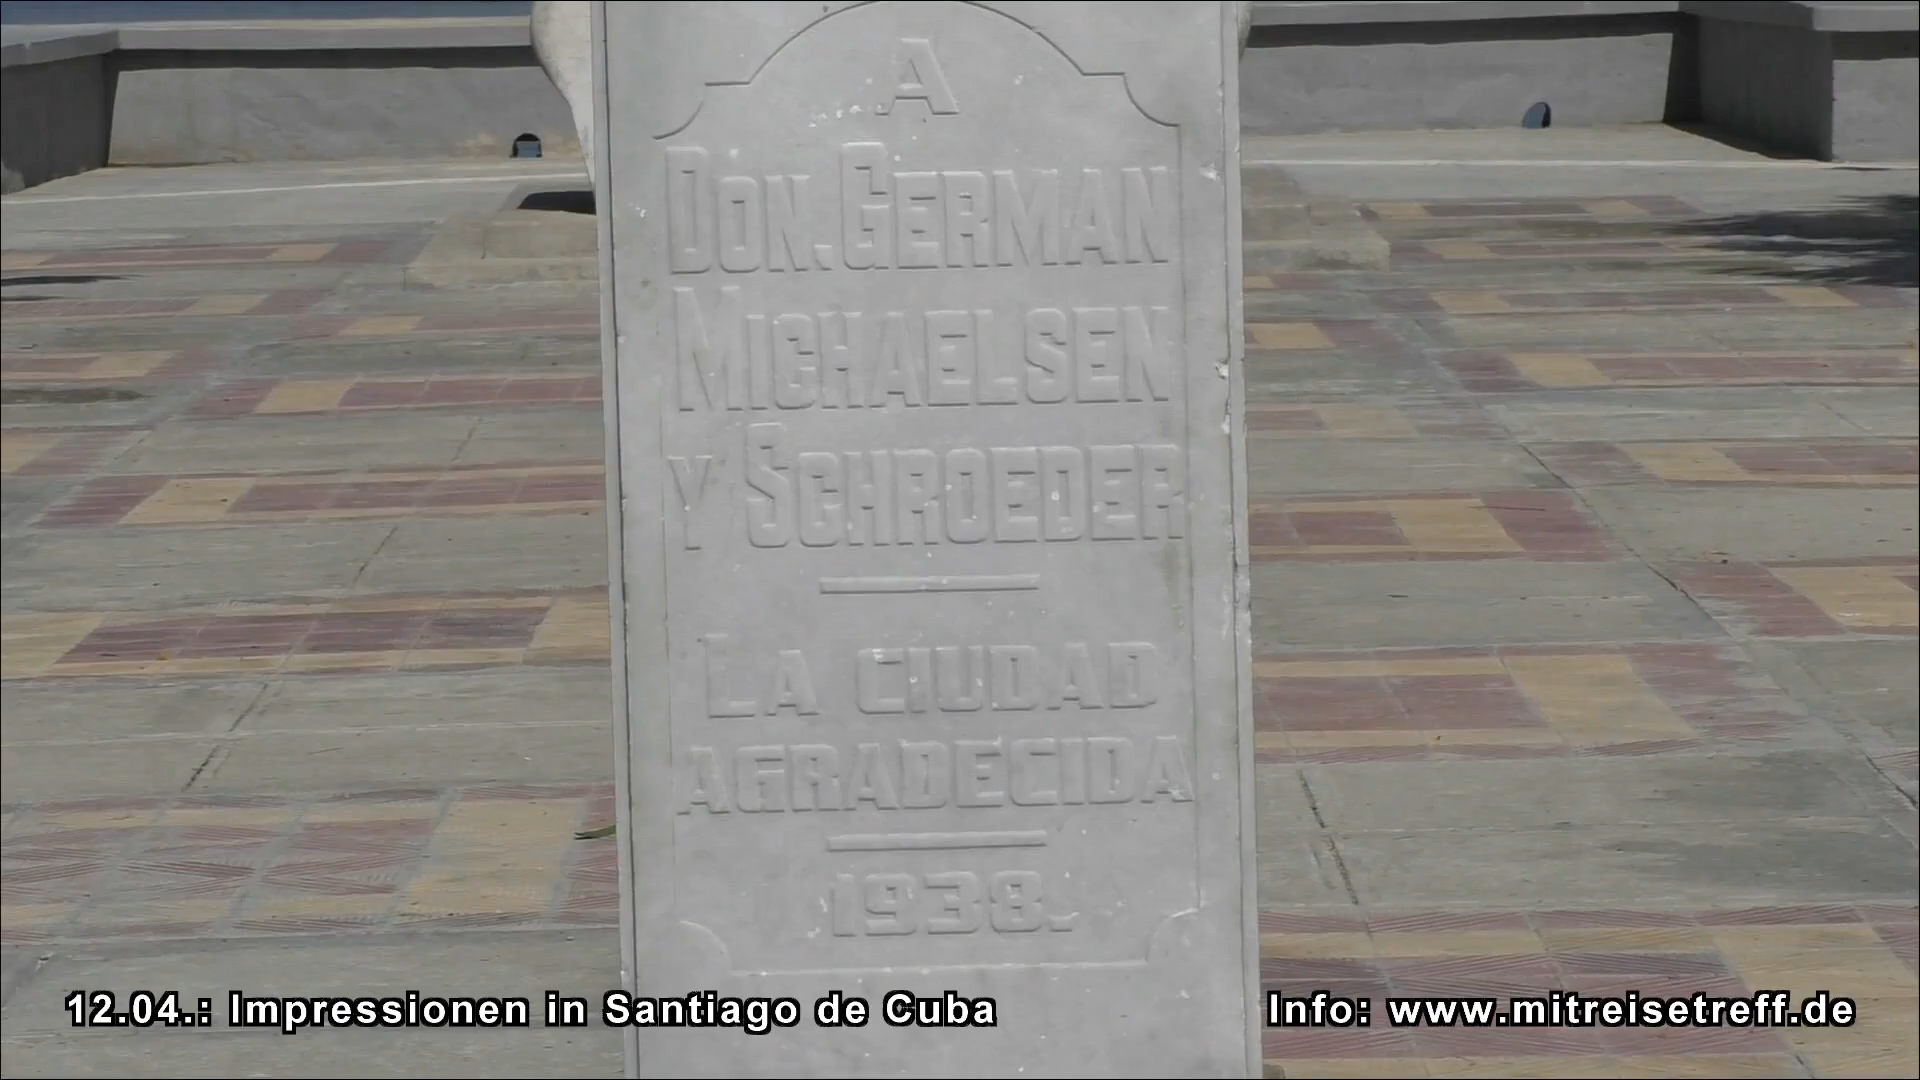 A
DON. GERMAN
MICHAELSEN
Y SCHROEDER
LA CIUDAD
AGRADECIDA
1938.
12.04.: Impressionen in Santiago de Cuba
Info: www.mitreisetreff.de